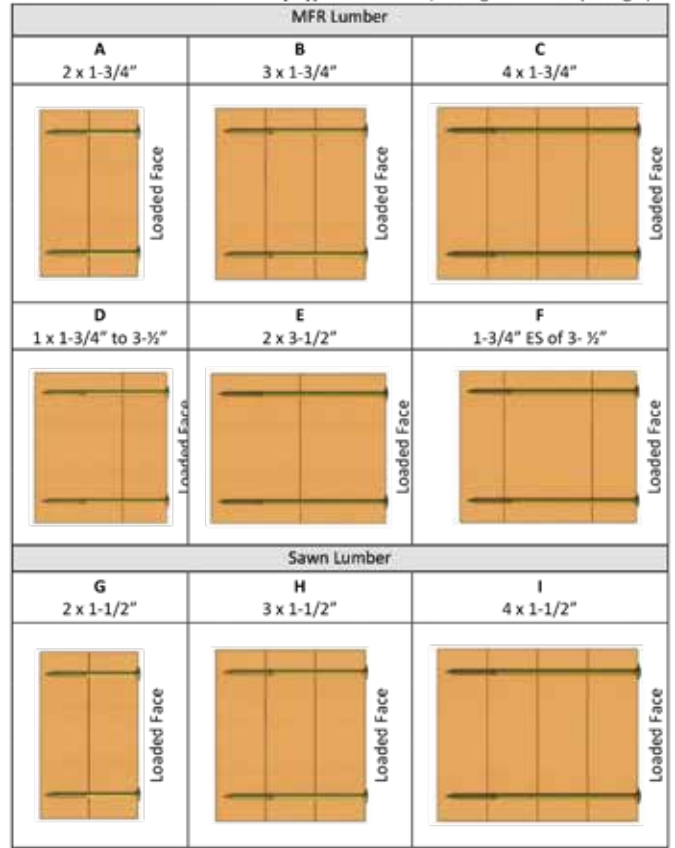 MFR Lumber
A
2 x 1-3/4"
B
3 x 1-3/4"
C
4 x 1-3/4"
Loaded Face
Loaded Face
Loaded Face
D
1 x 1-3/4" to 3-½"
E
2 x 3-1/2"
F
1-3/4" ES of 3- ½"
Loaded Face
Loaded Face
Loaded Face
Sawn Lumber
G
2 x 1-1/2"
H
3 x 1-1/2"
I
4 x 1-1/2"
Loaded Face
Loaded Face
Loaded Face